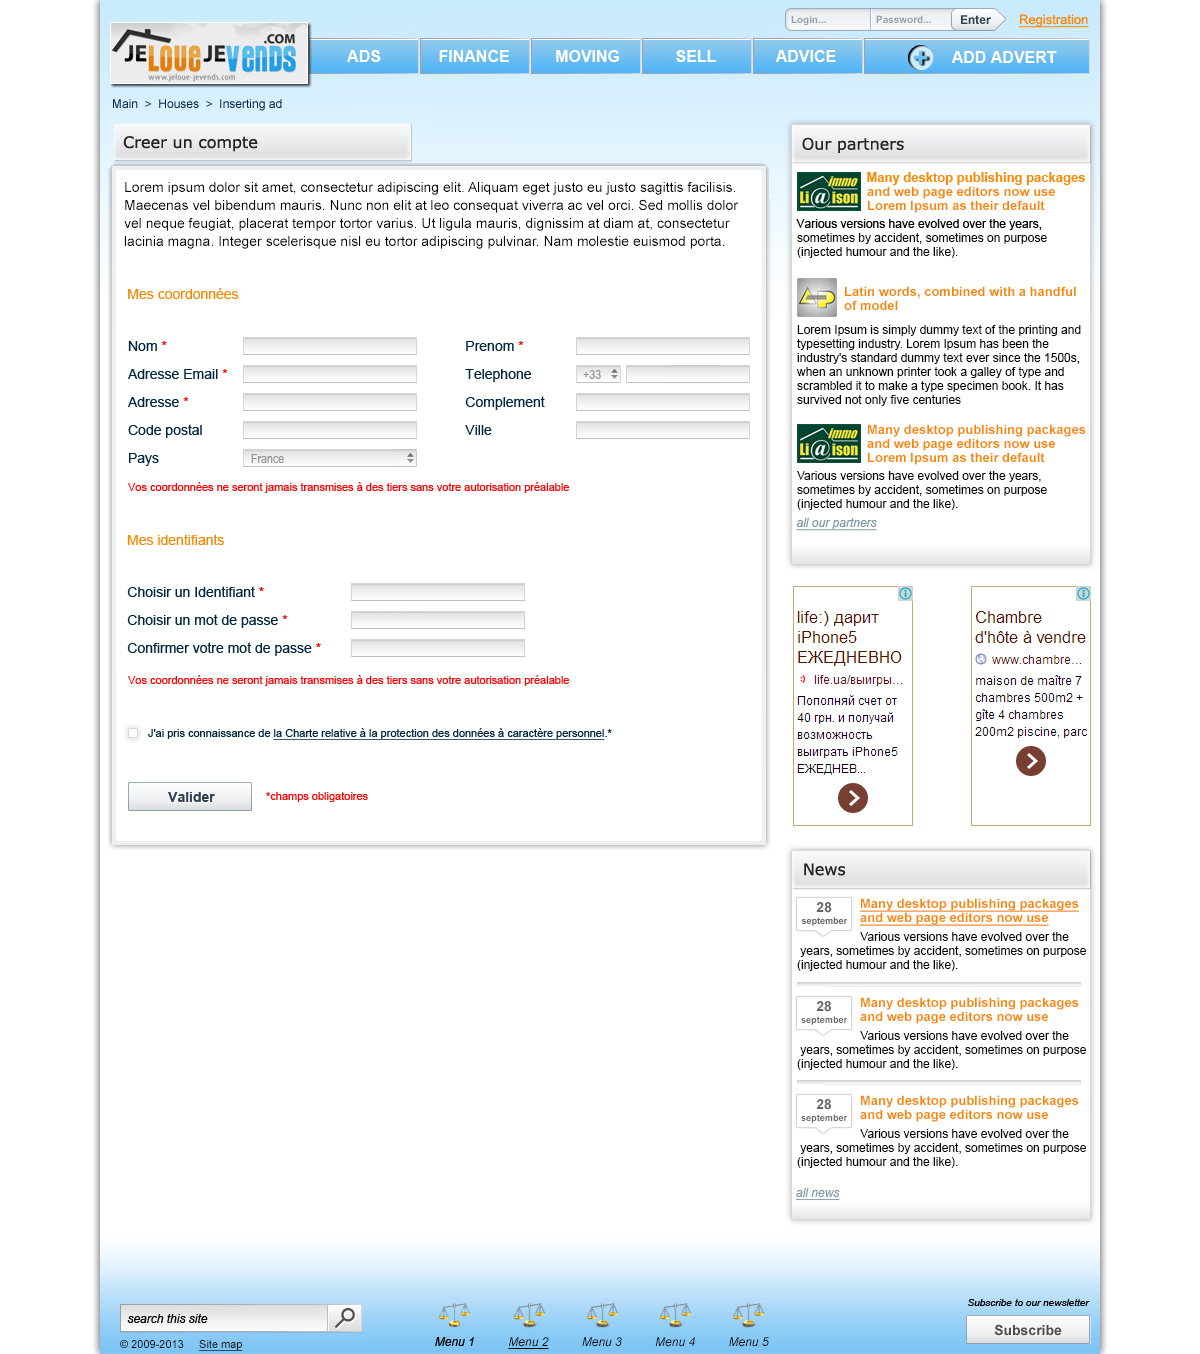 Login...
Password...
Enter
Registration
JELOUEJEVENDS
.COM
www.jeloue-jevends.com
ADS
FINANCE
MOVING
SELL
ADVICE
ADD ADVERT
Main > Houses > Inserting ad
Creer un compte
Lorem ipsum dolor sit amet, consectetur adipiscing elit. Aliquam eget justo eu justo sagittis facilisis.
Maecenas vel bibendum mauris. Nunc non elit at leo consequat viverra ac vel orci. Sed mollis dolor
vel neque feugiat, placerat tempor tortor varius. Ut ligula mauris, dignissim at diam at, consectetur
lacinia magna. Integer scelerisque nisl eu tortor adipiscing pulvinar. Nam molestie euismod porta.
Mes coordonnées
Nom *
Prenom *
Adresse Email *
Telephone
+33
Adresse *
Complement
Code postal
Ville
Pays
France
Vos coordonnées ne seront jamais transmises à des tiers sans votre autorisation préalable
Mes identifiants
Choisir un Identifiant *
Choisir un mot de passe *
Confirmer votre mot de passe *
Vos coordonnées ne seront jamais transmises à des tiers sans votre autorisation préalable
J'ai pris connaissance de la Charte relative à la protection des données à caractère personnel.*
Valider
*champs obligatoires
Our partners
immo
Li@ison
Many desktop publishing packages
and web page editors now use
Lorem Ipsum as their default
Various versions have evolved over the years,
sometimes by accident, sometimes on purpose
(injected humour and the like).
Latin words, combined with a handful
of model
Lorem Ipsum is simply dummy text of the printing and
typesetting industry. Lorem Ipsum has been the
industry's standard dummy text ever since the 1500s,
when an unknown printer took a galley of type and
scrambled it to make a type specimen book. It has
survived not only five centuries
immo
Li@ison
Many desktop publishing packages
and web page editors now use
Lorem Ipsum as their default
Various versions have evolved over the years,
sometimes by accident, sometimes on purpose
(injected humour and the like).
all our partners
life:) дарит
iPhone5
ЕЖЕДНЕВНО
:) life.ua/выигры...
Пополняй счет от
40 грн. и получай
возможность
выиграть iPhone5
ЕЖЕДНЕВ...
Chambre
d'hôte à vendre
www.chambre...
maison de maître 7
chambres 500m2 +
gîte 4 chambres
200m2 piscine, parc
News
28
september
Many desktop publishing packages
and web page editors now use
Various versions have evolved over the
years, sometimes by accident, sometimes on purpose
(injected humour and the like).
28
september
Many desktop publishing packages
and web page editors now use
Various versions have evolved over the
years, sometimes by accident, sometimes on purpose
(injected humour and the like).
28
september
Many desktop publishing packages
and web page editors now use
Various versions have evolved over the
years, sometimes by accident, sometimes on purpose
(injected humour and the like).
all news
search this site
© 2009-2013
Site map
Menu 1
Menu 2
Menu 3
Menu 4
Menu 5
Subscribe to our newsletter
Subscribe